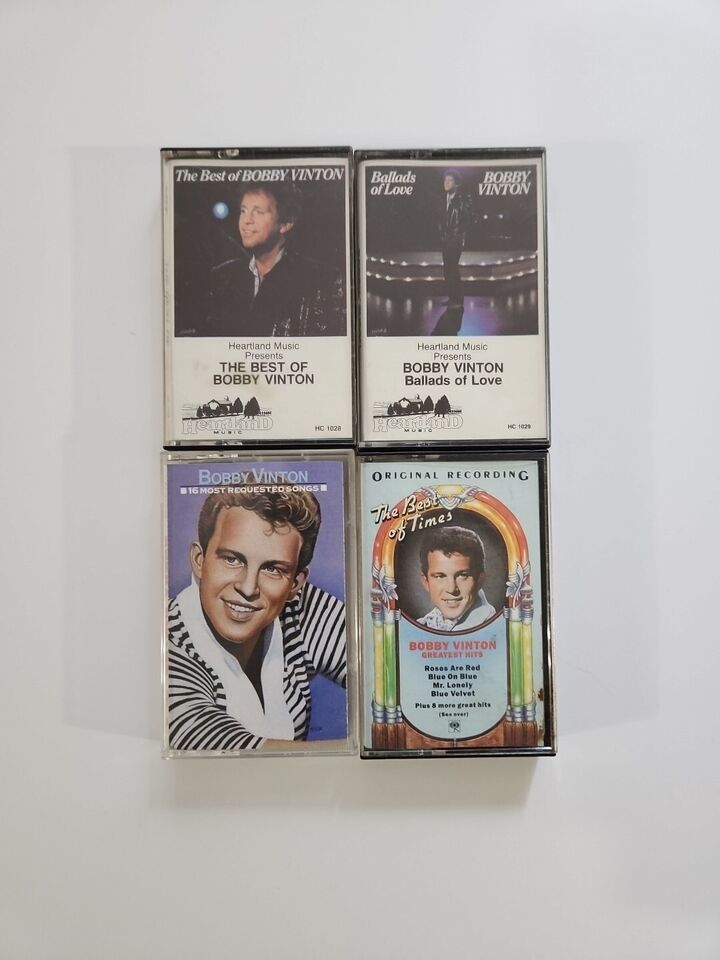 The Best of BOBBY VINTON
Heartland Music
Presents
THE BEST OF
BOBBY VINTON
HeartlanD
MUSIC
HC 1028
Ballads
of Love
BOBBY
VINTON
Heartland Music
Presents
BOBBY VINTON
Ballads of Love
HeartlanD
MUSIC
HC 1029
BOBBY VINTON
16 MOST REQUESTED SONGS
ORIGINAL RECORDING
The Best
of Times
BOBBY VINTON
GREATEST HITS
Roses Are Red
Blue On Blue
Mr. Lonely
Blue Velvet
Plus 8 more great hits
(See over)